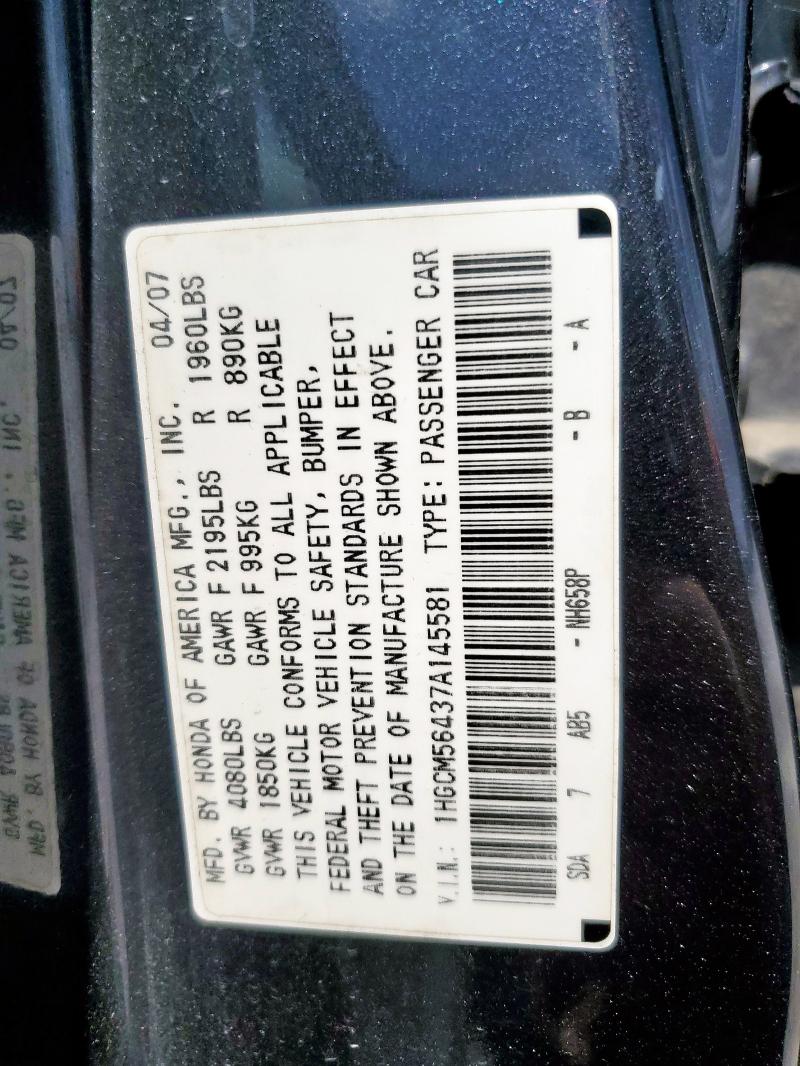 MFD. BY HONDA OF AMERICA MFG., INC. 04/07
GVWR 4080LBS GAWR F 2195LBS R 1960LBS
GVWR 1850KG GAWR F 995KG R 890KG
THIS VEHICLE CONFORMS TO ALL APPLICABLE
FEDERAL MOTOR VEHICLE SAFETY, BUMPER,
AND THEFT PREVENTION STANDARDS IN EFFECT
ON THE DATE OF MANUFACTURE SHOWN ABOVE.
V.I.N.: 1HGCM56437A145581 TYPE: PASSENGER CAR
SDA 7 AB5 - NH658P - B - A